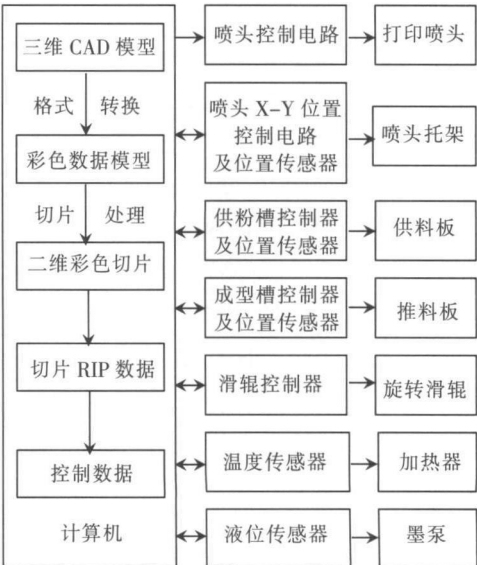 三维 CAD 模型
格式 转换
彩色数据模型
切片 处理
二维彩色切片
切片 RIP 数据
控制数据
计算机
喷头控制电路
打印喷头
喷头 X-Y 位置
控制电路
及位置传感器
喷头托架
供粉槽控制器
及位置传感器
供料板
成型槽控制器
及位置传感器
推料板
滑辊控制器
旋转滑辊
温度传感器
加热器
液位传感器
墨泵